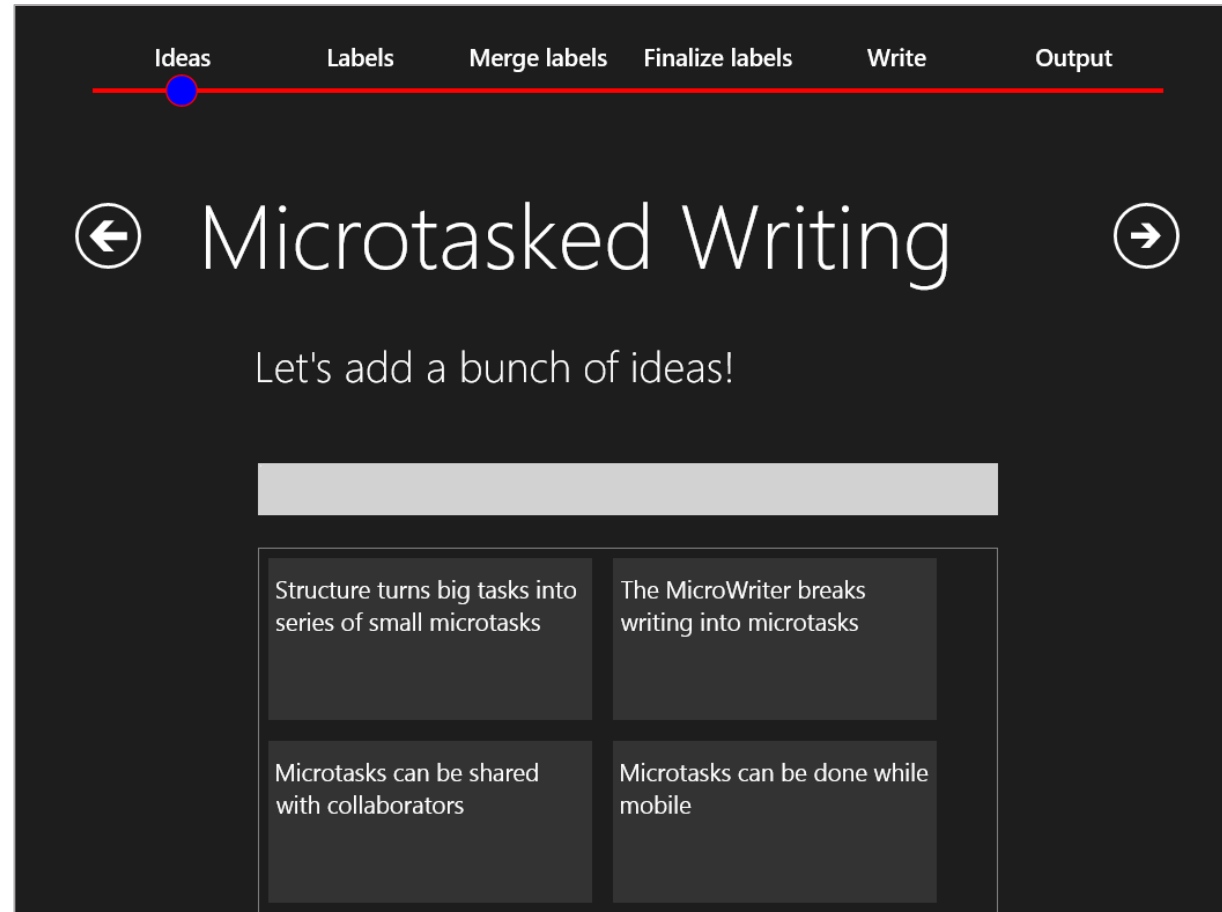 Ideas Labels Merge labels Finalize labels Write Output
Microtasked Writing
Let's add a bunch of ideas!
Structure turns big tasks into
series of small microtasks
The MicroWriter breaks
writing into microtasks
Microtasks can be shared
with collaborators
Microtasks can be done while
mobile